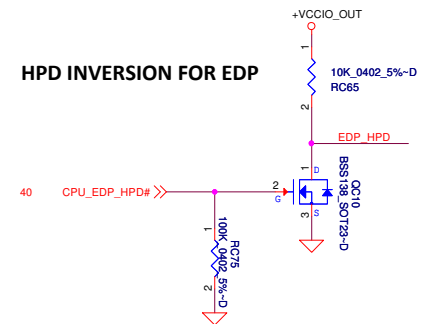 +VCCIO_OUT
1
HPD INVERSION FOR EDP
10K_0402_5%~D
RC65
2
EDP_HPD
1
D
40
CPU_EDP_HPD#
2
G
QC10
BSS138_SOT23~D
3
S
1
RC75
100K_0402_5%~D
2